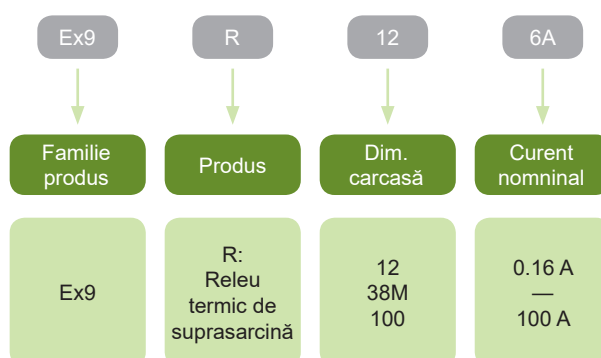 Ex9
R
12
6A
Familie
produs
Produs
Dim.
carcasă
Curent
nomninal
Ex9
R:
Releu
termic de
suprasarcină
12
38M
100
0.16 A
—
100 A